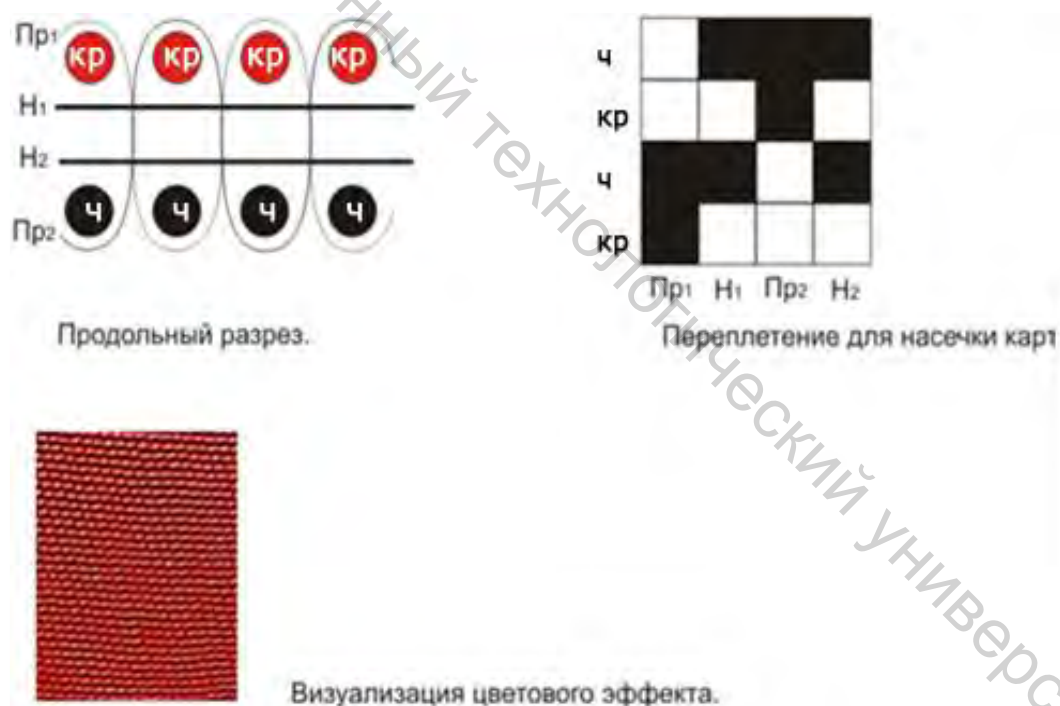 Пр1 кр кр кр кр
Н1
Н2
Пр2 ч ч ч ч
Продольный разрез.
ч
кр
ч
кр
Пр1 Н1 Пр2 Н2
Переплетение для насечки карт
Визуализация цветового эффекта.
технологический